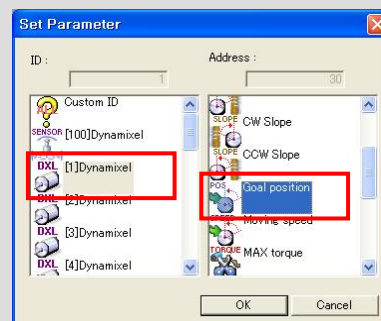 Set Parameter
ID :
Address :
1
30
Custom ID
SENSOR [100]Dynamixel
DXL [1]Dynamixel
DXL [2]Dynamixel
DXL [3]Dynamixel
DXL [4]Dynamixel
SLOPE CW Slope
CCW Slope
POS Goal position
SPEED Moving speed
TORQUE MAX torque
OK
Cancel